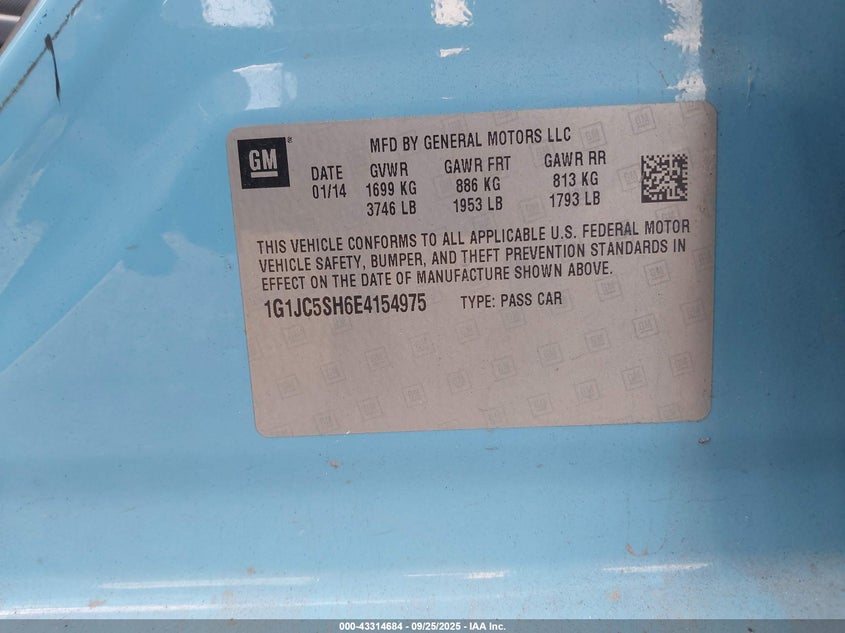 GM
MFD BY GENERAL MOTORS LLC
DATE GVWR GAWR FRT GAWR RR
01/14 1699 KG 886 KG 813 KG
3746 LB 1953 LB 1793 LB
THIS VEHICLE CONFORMS TO ALL APPLICABLE U.S. FEDERAL MOTOR
VEHICLE SAFETY, BUMPER, AND THEFT PREVENTION STANDARDS IN
EFFECT ON THE DATE OF MANUFACTURE SHOWN ABOVE.
1G1JC5SH6E4154975 TYPE: PASS CAR
000-43314684 - 09/25/2025 - IAA Inc.